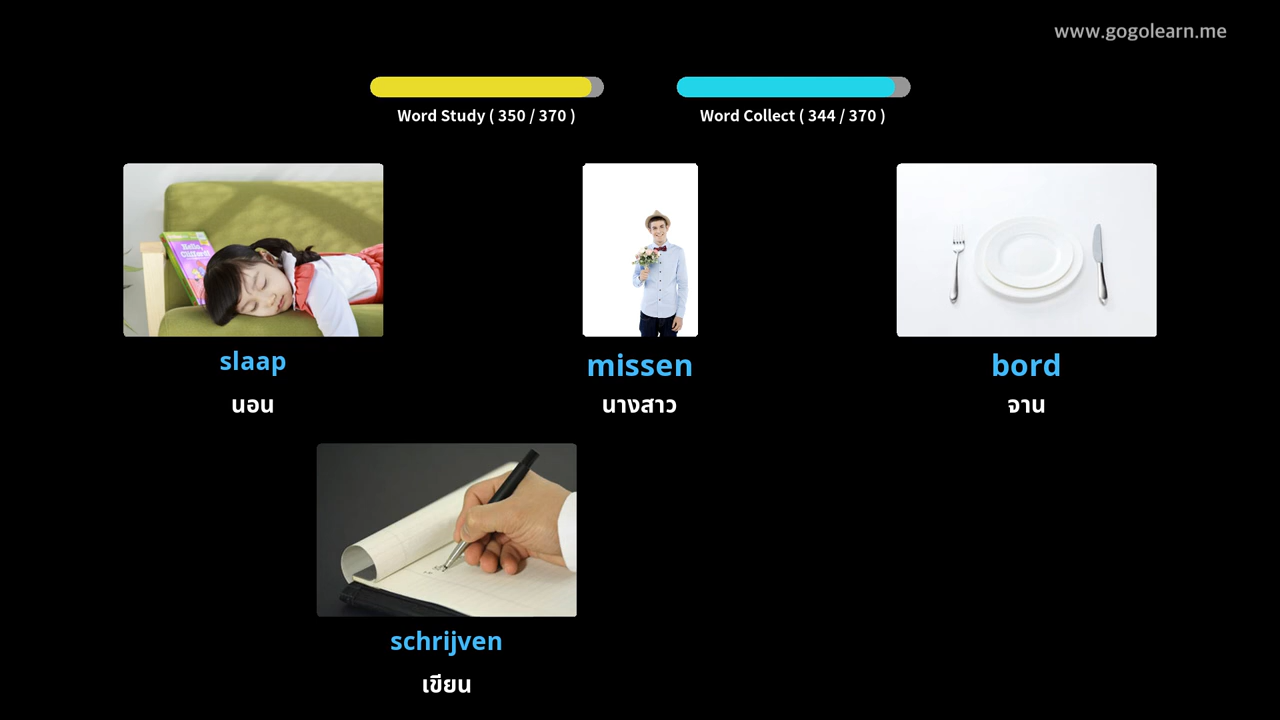 www.gogolearn.me
Word Study ( 350 / 370 )
Word Collect ( 344 / 370 )
slaap
นอน
missen
นางสาว
bord
จาน
schrijven
เขียน